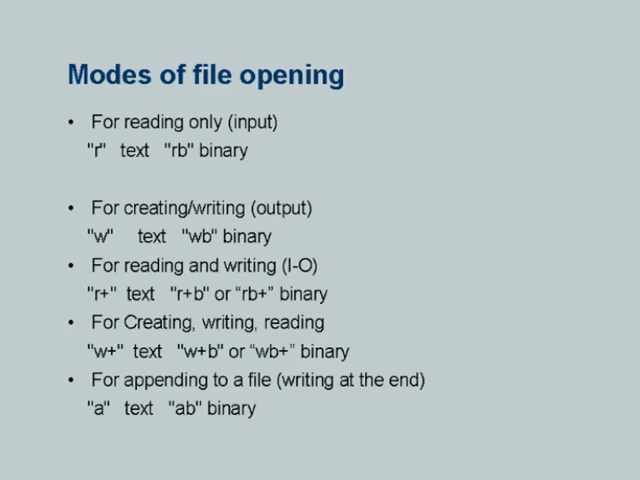 Modes of file opening
• For reading only (input)
"r" text "rb" binary
• For creating/writing (output)
"w" text "wb" binary
• For reading and writing (I-O)
"r+" text "r+b" or “rb+” binary
• For Creating, writing, reading
"w+" text "w+b" or “wb+” binary
• For appending to a file (writing at the end)
"a" text "ab" binary